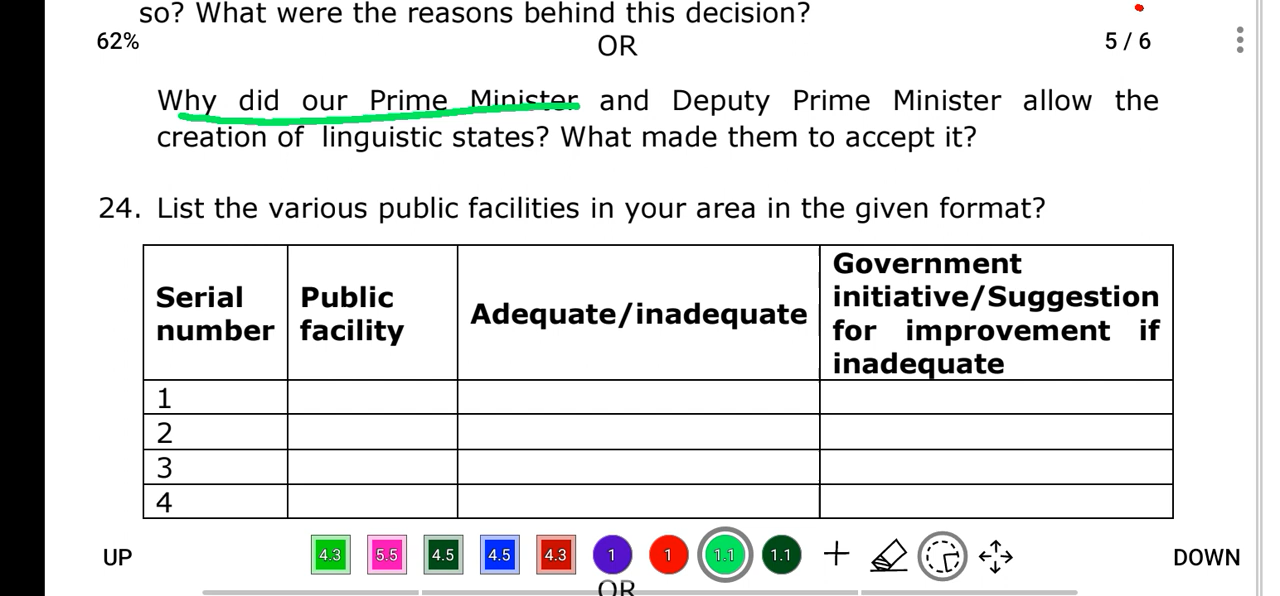 so? What were the reasons behind this decision?
62%
OR
5 / 6
Why did our Prime Minister and Deputy Prime Minister allow the
creation of linguistic states? What made them to accept it?
24. List the various public facilities in your area in the given format?
Serial number
Public facility
Adequate/inadequate
Government initiative/Suggestion for improvement if inadequate
1
2
3
4
UP
4.3 5.5 4.5 4.5 4.3 1 1 1.1 1.1
DOWN
OR